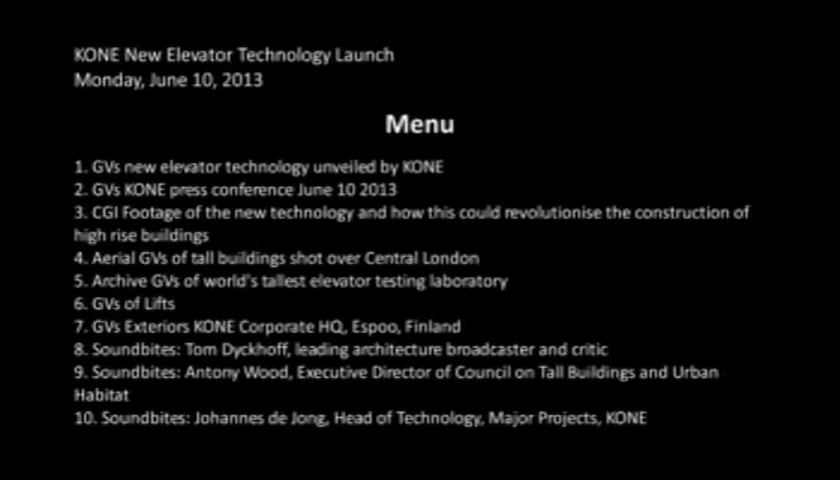 KONE New Elevator Technology Launch
Monday, June 10, 2013
Menu
1. GVs new elevator technology unveiled by KONE
2. GVs KONE press conference June 10 2013
3. CGI Footage of the new technology and how this could revolutionise the construction of
high rise buildings
4. Aerial GVs of tall buildings shot over Central London
5. Archive GVs of world's tallest elevator testing laboratory
6. GVs of Lifts
7. GVs Exteriors KONE Corporate HQ, Espoo, Finland
8. Soundbites: Tom Dyckhoff, leading architecture broadcaster and critic
9. Soundbites: Antony Wood, Executive Director of Council on Tall Buildings and Urban
Habitat
10. Soundbites: Johannes de Jong, Head of Technology, Major Projects, KONE